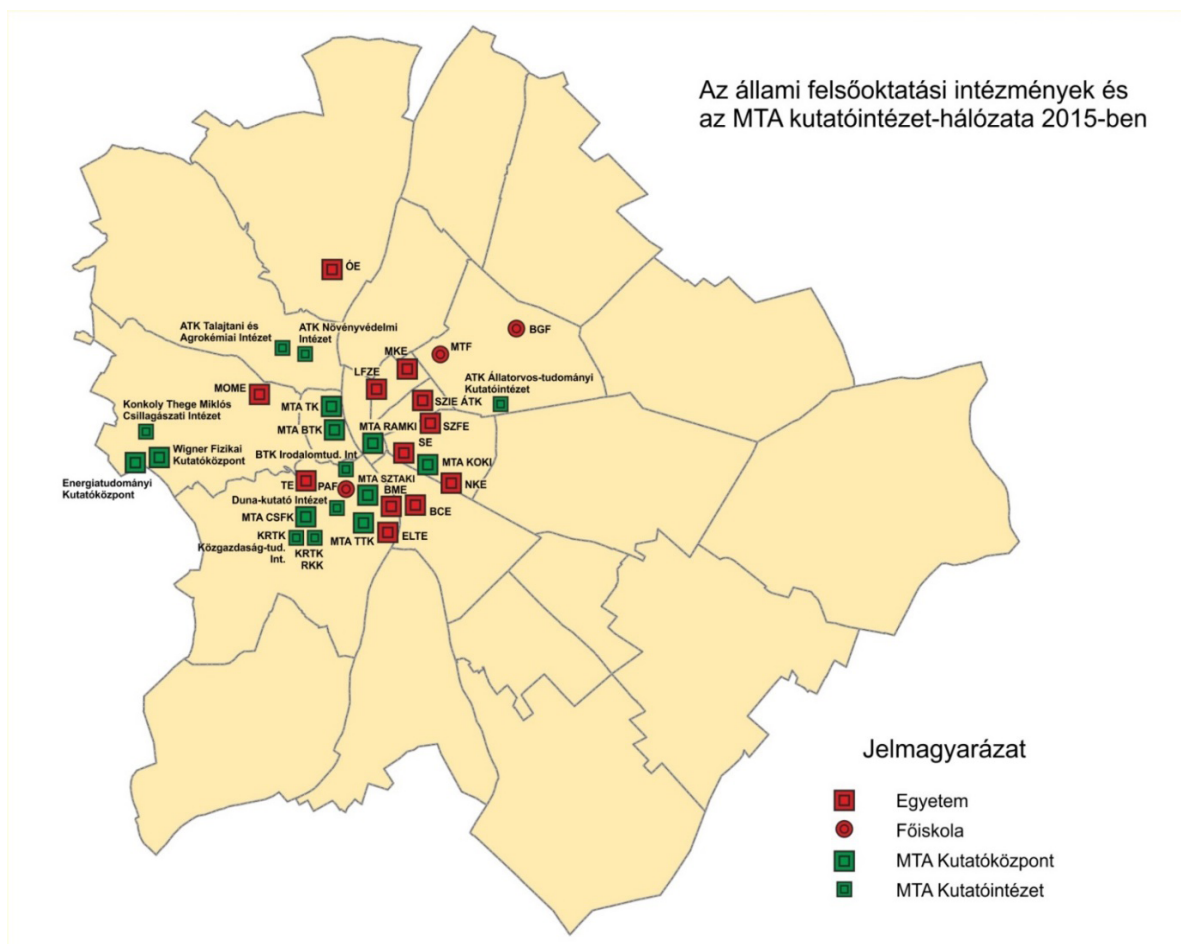 Az állami felsőoktatási intézmények és
az MTA kutatóintézet-hálózata 2015-ben
ÓE
ATK Talajtani és
Agrokémiai Intézet
ATK Növényvédelmi
Intézet
BGF
MTF
MKE
LFZE
ATK Állatorvos-tudományi
Kutatóintézet
MOME
SZIE ÁTK
MTA TK
Konkoly Thege Miklós
Csillagászati Intézet
MTA BTK
MTA RAMKI
SZFE
SE
Wigner Fizikai
Kutatóközpont
BTK Irodalomtud. Int
MTA KOKI
Energiatudományi
Kutatóközpont
TE
PAF
MTA SZTAKI
BME
NKE
Duna-kutató Intézet
BCE
MTA CSFK
MTA TTK
ELTE
KRTK
Közgazdaság-tud.
Int.
KRTK
RKK
Jelmagyarázat
Egyetem
Főiskola
MTA Kutatóközpont
MTA Kutatóintézet